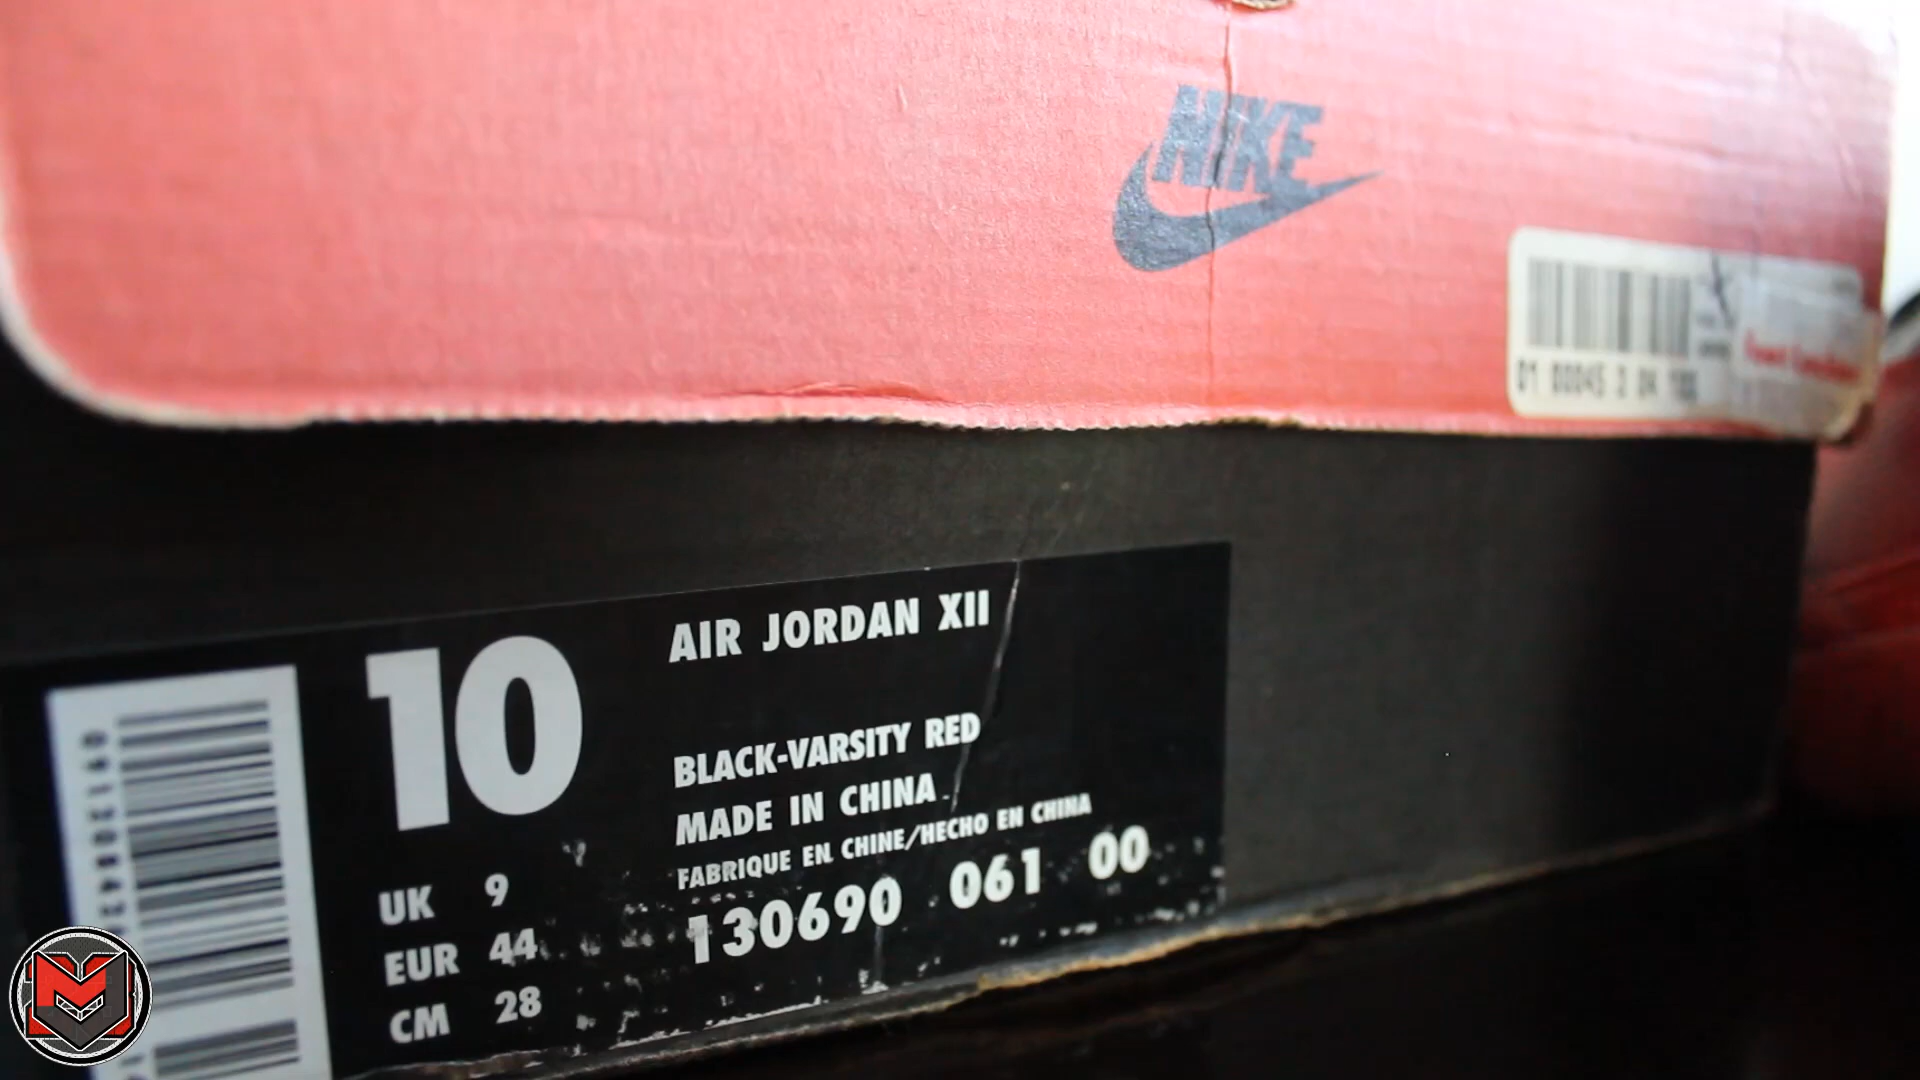 NIKE
10
UK 9
EUR 44
CM 28
AIR JORDAN XII
BLACK-VARSITY RED
MADE IN CHINA
FABRIQUE EN CHINE/HECHO EN CHINA
130690 061 00